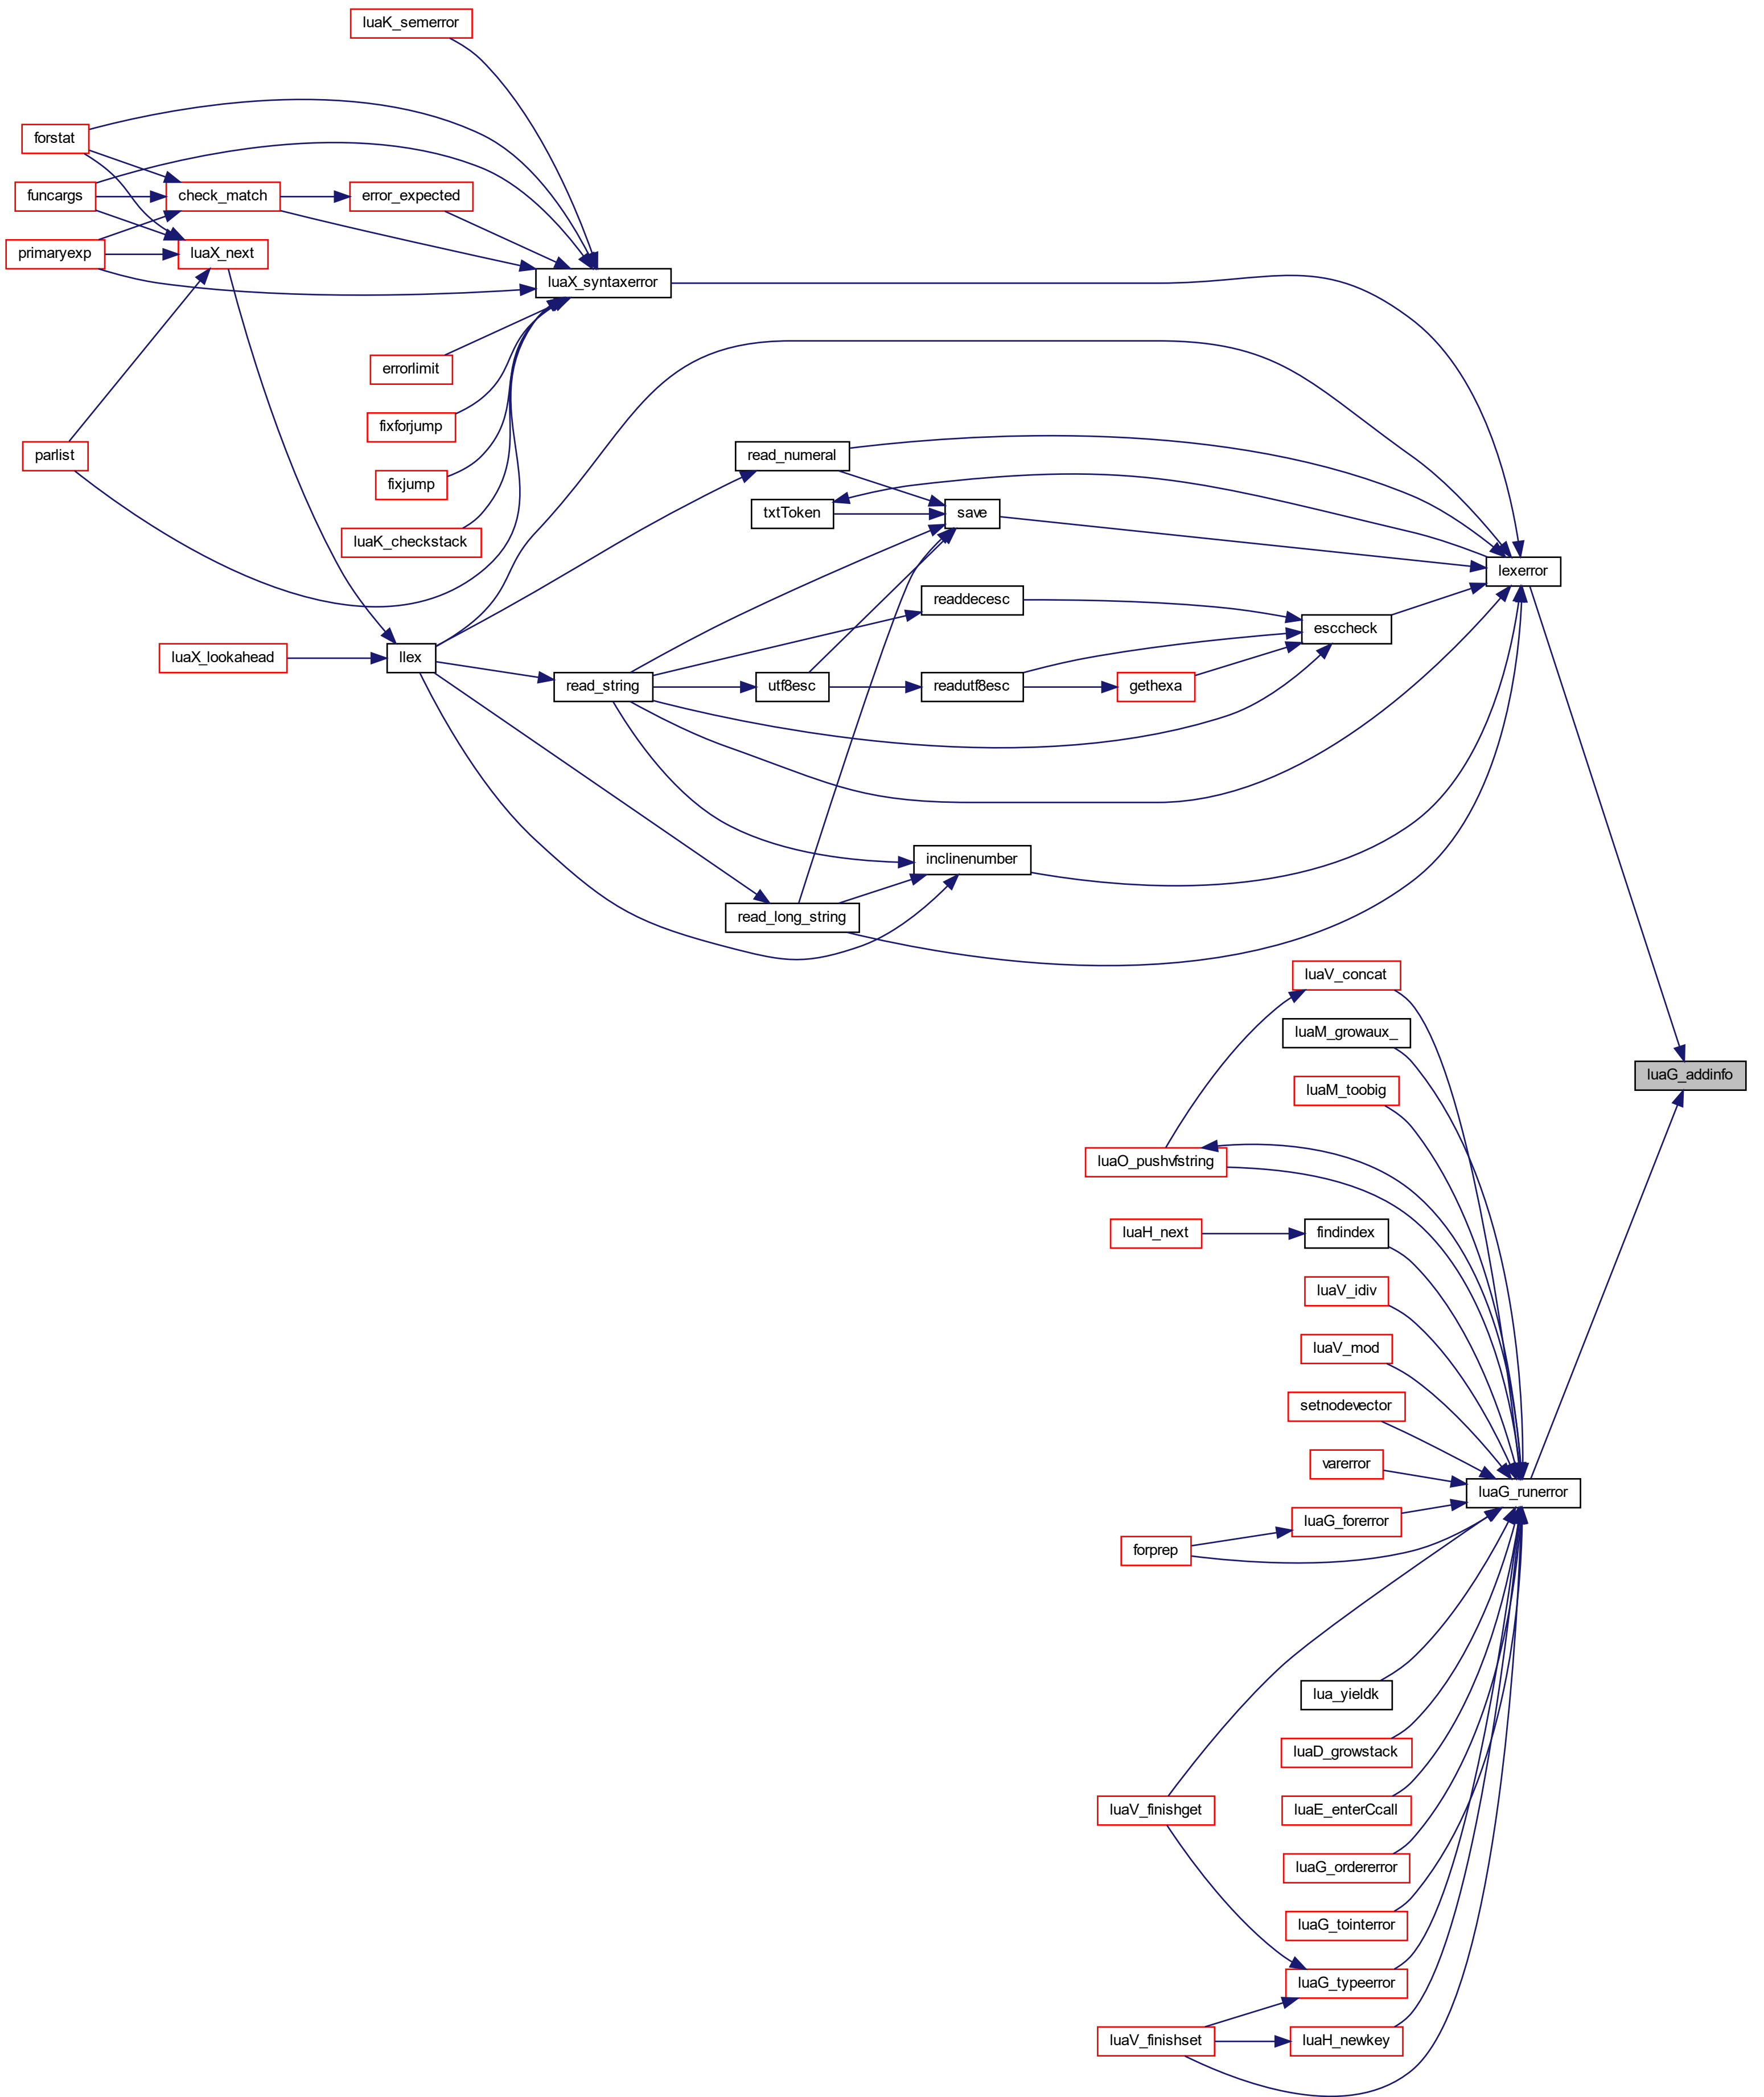 luaK_semerror
forstat
funcargs
check_match
error_expected
primaryexp
luaX_next
luaX_syntaxerror
errorlimit
fixforjump
parlist
read_numeral
fixjump
txtToken
save
luaK_checkstack
lexerror
readdecesc
esccheck
luaX_lookahead
llex
read_string
utf8esc
readutf8esc
gethexa
inclinenumber
read_long_string
luaV_concat
luaM_growaux_
luaG_addinfo
luaM_toobig
luaO_pushvfstring
luaH_next
findindex
luaV_idiv
luaV_mod
setnodevector
varerror
luaG_runerror
luaG_forerror
forprep
lua_yieldk
luaD_growstack
luaV_finishget
luaE_enterCcall
luaG_ordererror
luaG_tointerror
luaG_typeerror
luaV_finishset
luaH_newkey